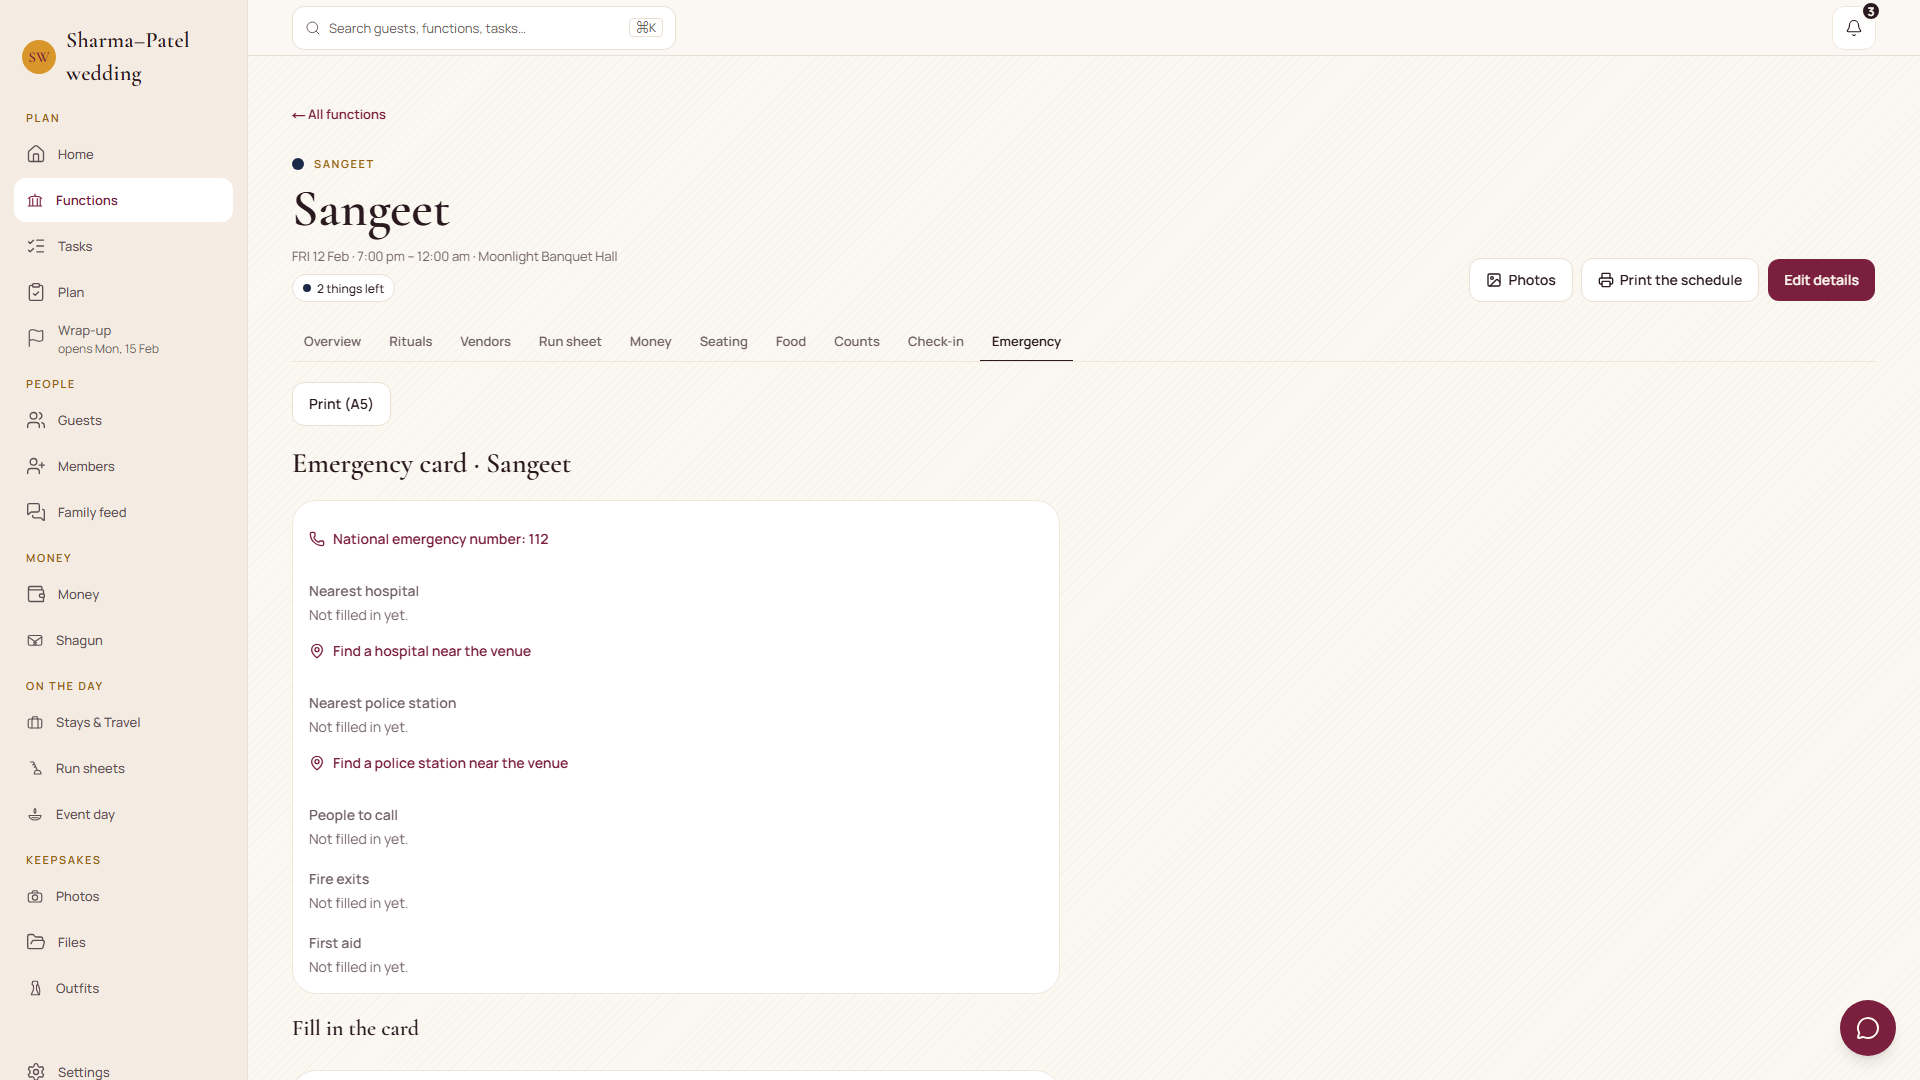 SW
Sharma–Patel
wedding
PLAN
Home
Functions
Tasks
Plan
Wrap-up
opens Mon, 15 Feb
PEOPLE
Guests
Members
Family feed
MONEY
Money
Shagun
ON THE DAY
Stays & Travel
Run sheets
Event day
KEEPSAKES
Photos
Files
Outfits
Settings
Search guests, functions, tasks...
⌘K
3
← All functions
SANGEET
Sangeet
FRI 12 Feb · 7:00 pm – 12:00 am · Moonlight Banquet Hall
2 things left
Photos
Print the schedule
Edit details
Overview Rituals Vendors Run sheet Money Seating Food Counts Check-in Emergency
Print (A5)
Emergency card · Sangeet
National emergency number: 112
Nearest hospital
Not filled in yet.
Find a hospital near the venue
Nearest police station
Not filled in yet.
Find a police station near the venue
People to call
Not filled in yet.
Fire exits
Not filled in yet.
First aid
Not filled in yet.
Fill in the card